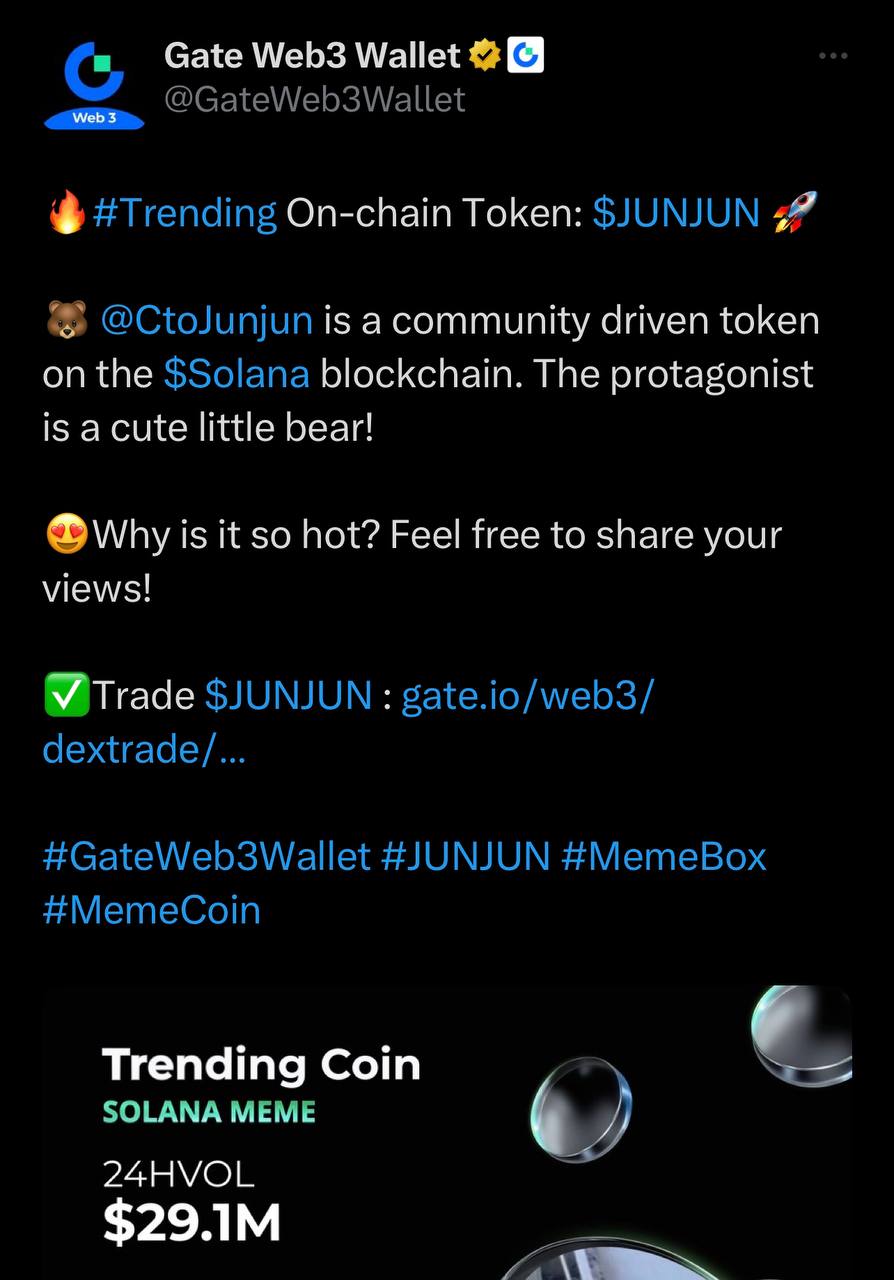 Gate Web3 Wallet
@GateWeb3Wallet
Web 3
🔥#Trending On-chain Token: $JUNJUN 🚀
🐻 @CtoJunjun is a community driven token
on the $Solana blockchain. The protagonist
is a cute little bear!
😍Why is it so hot? Feel free to share your
views!
✅Trade $JUNJUN : gate.io/web3/
dextrade/...
#GateWeb3Wallet #JUNJUN #MemeBox
#MemeCoin
Trending Coin
SOLANA MEME
24HVOL
$29.1M